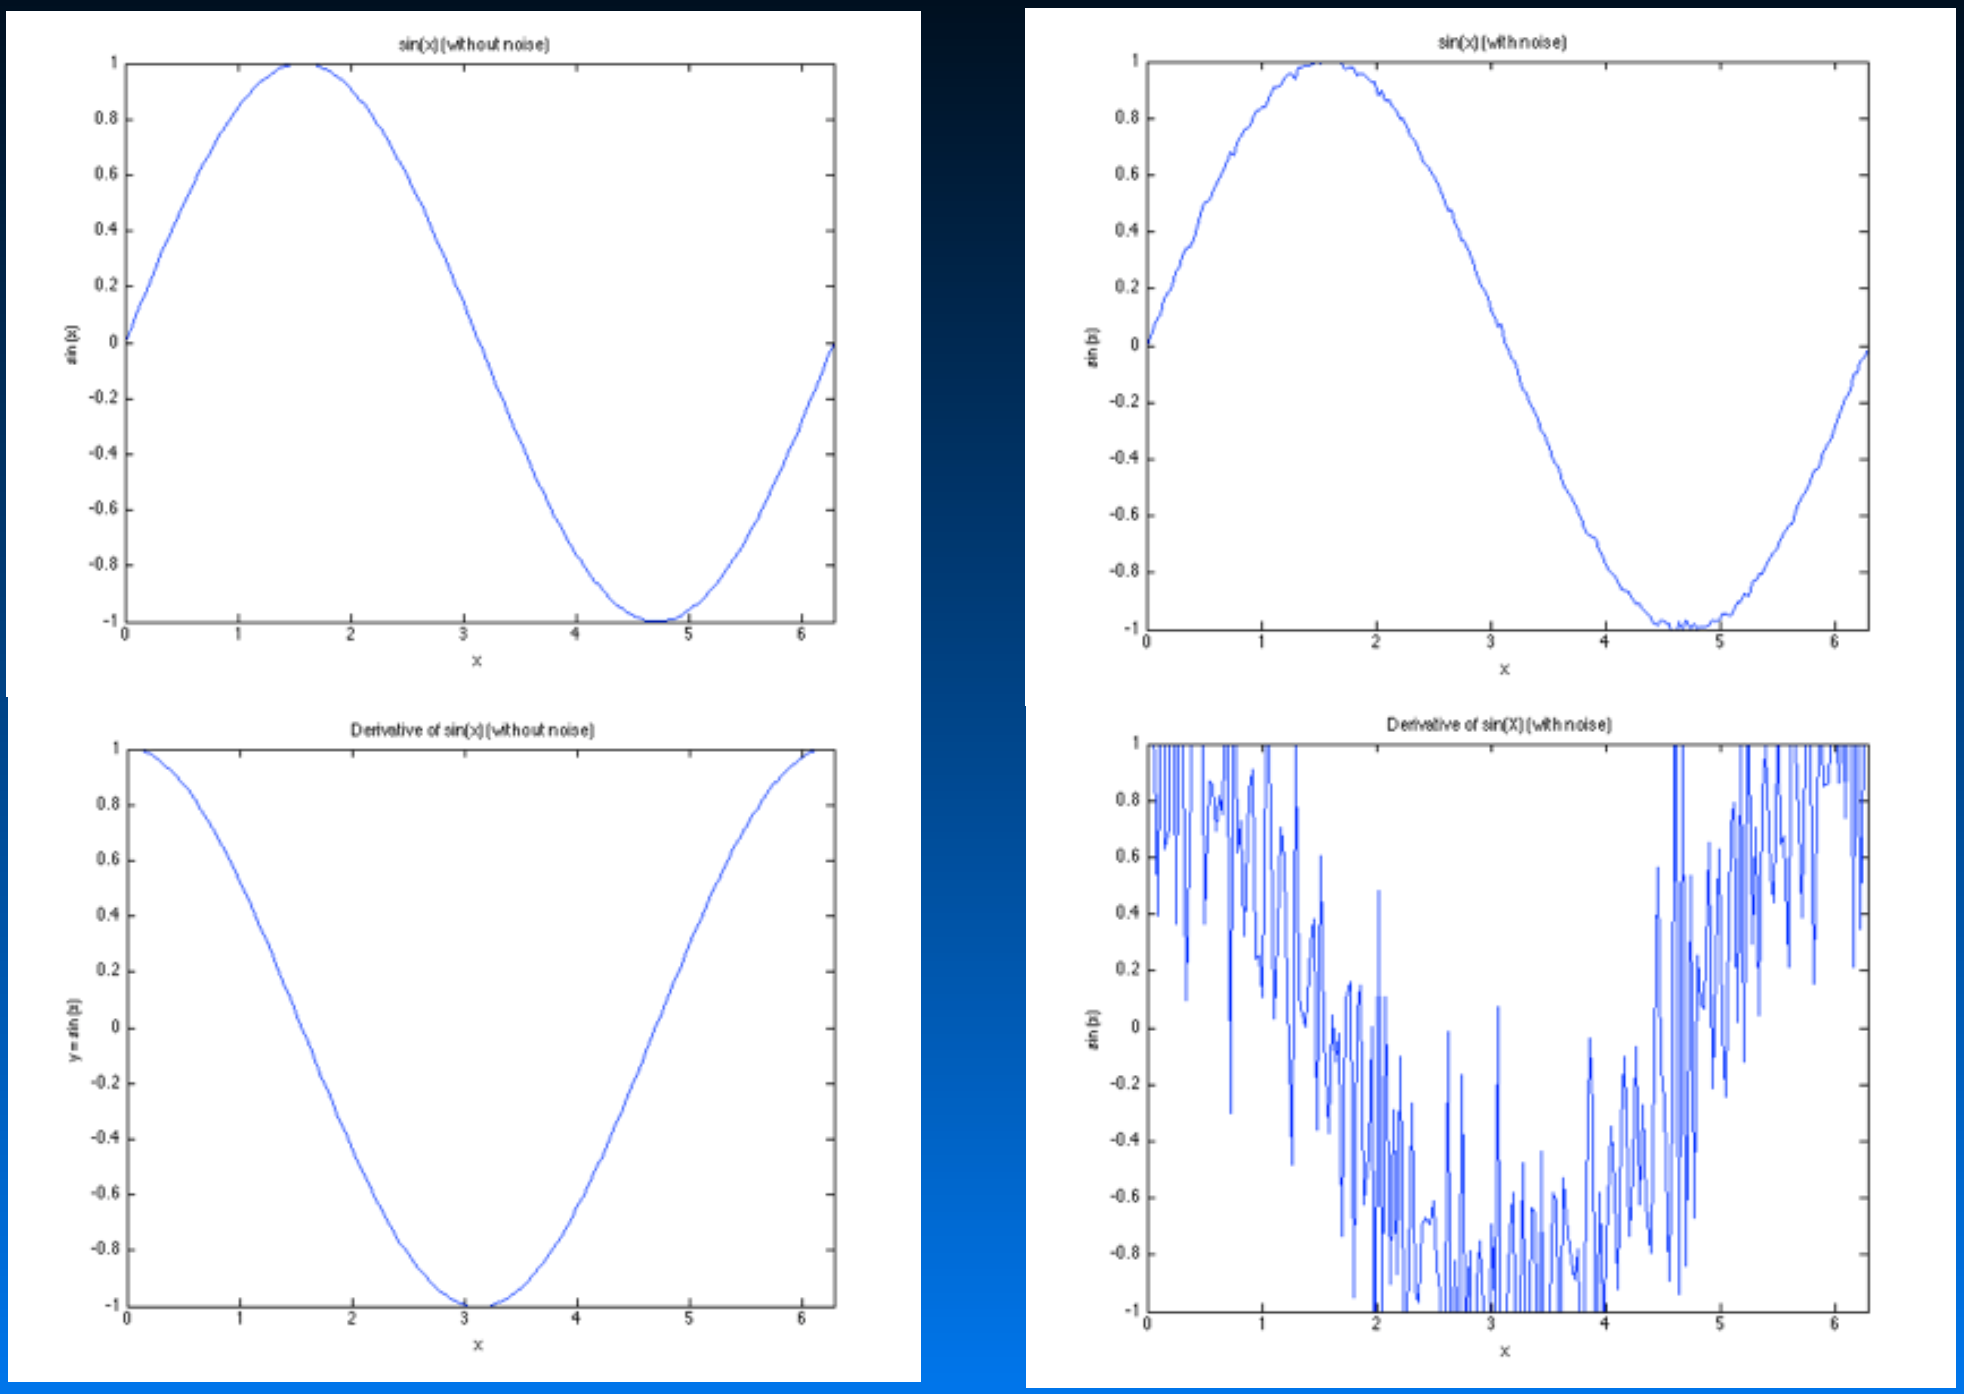 sin(x) (without noise)
1
0.8
0.6
0.4
0.2
0
-0.2
-0.4
-0.6
-0.8
-1
sin(x)
0 1 2 3 4 5 6
x
sin(x) (with noise)
1
0.8
0.6
0.4
0.2
0
-0.2
-0.4
-0.6
-0.8
-1
sin(x)
0 1 2 3 4 5 6
x
Derivative of sin(x) (without noise)
1
0.8
0.6
0.4
0.2
0
-0.2
-0.4
-0.6
-0.8
-1
y = sin(x)
0 1 2 3 4 5 6
x
Derivative of sin(X) (with noise)
1
0.8
0.6
0.4
0.2
0
-0.2
-0.4
-0.6
-0.8
-1
sin(x)
0 1 2 3 4 5 6
x